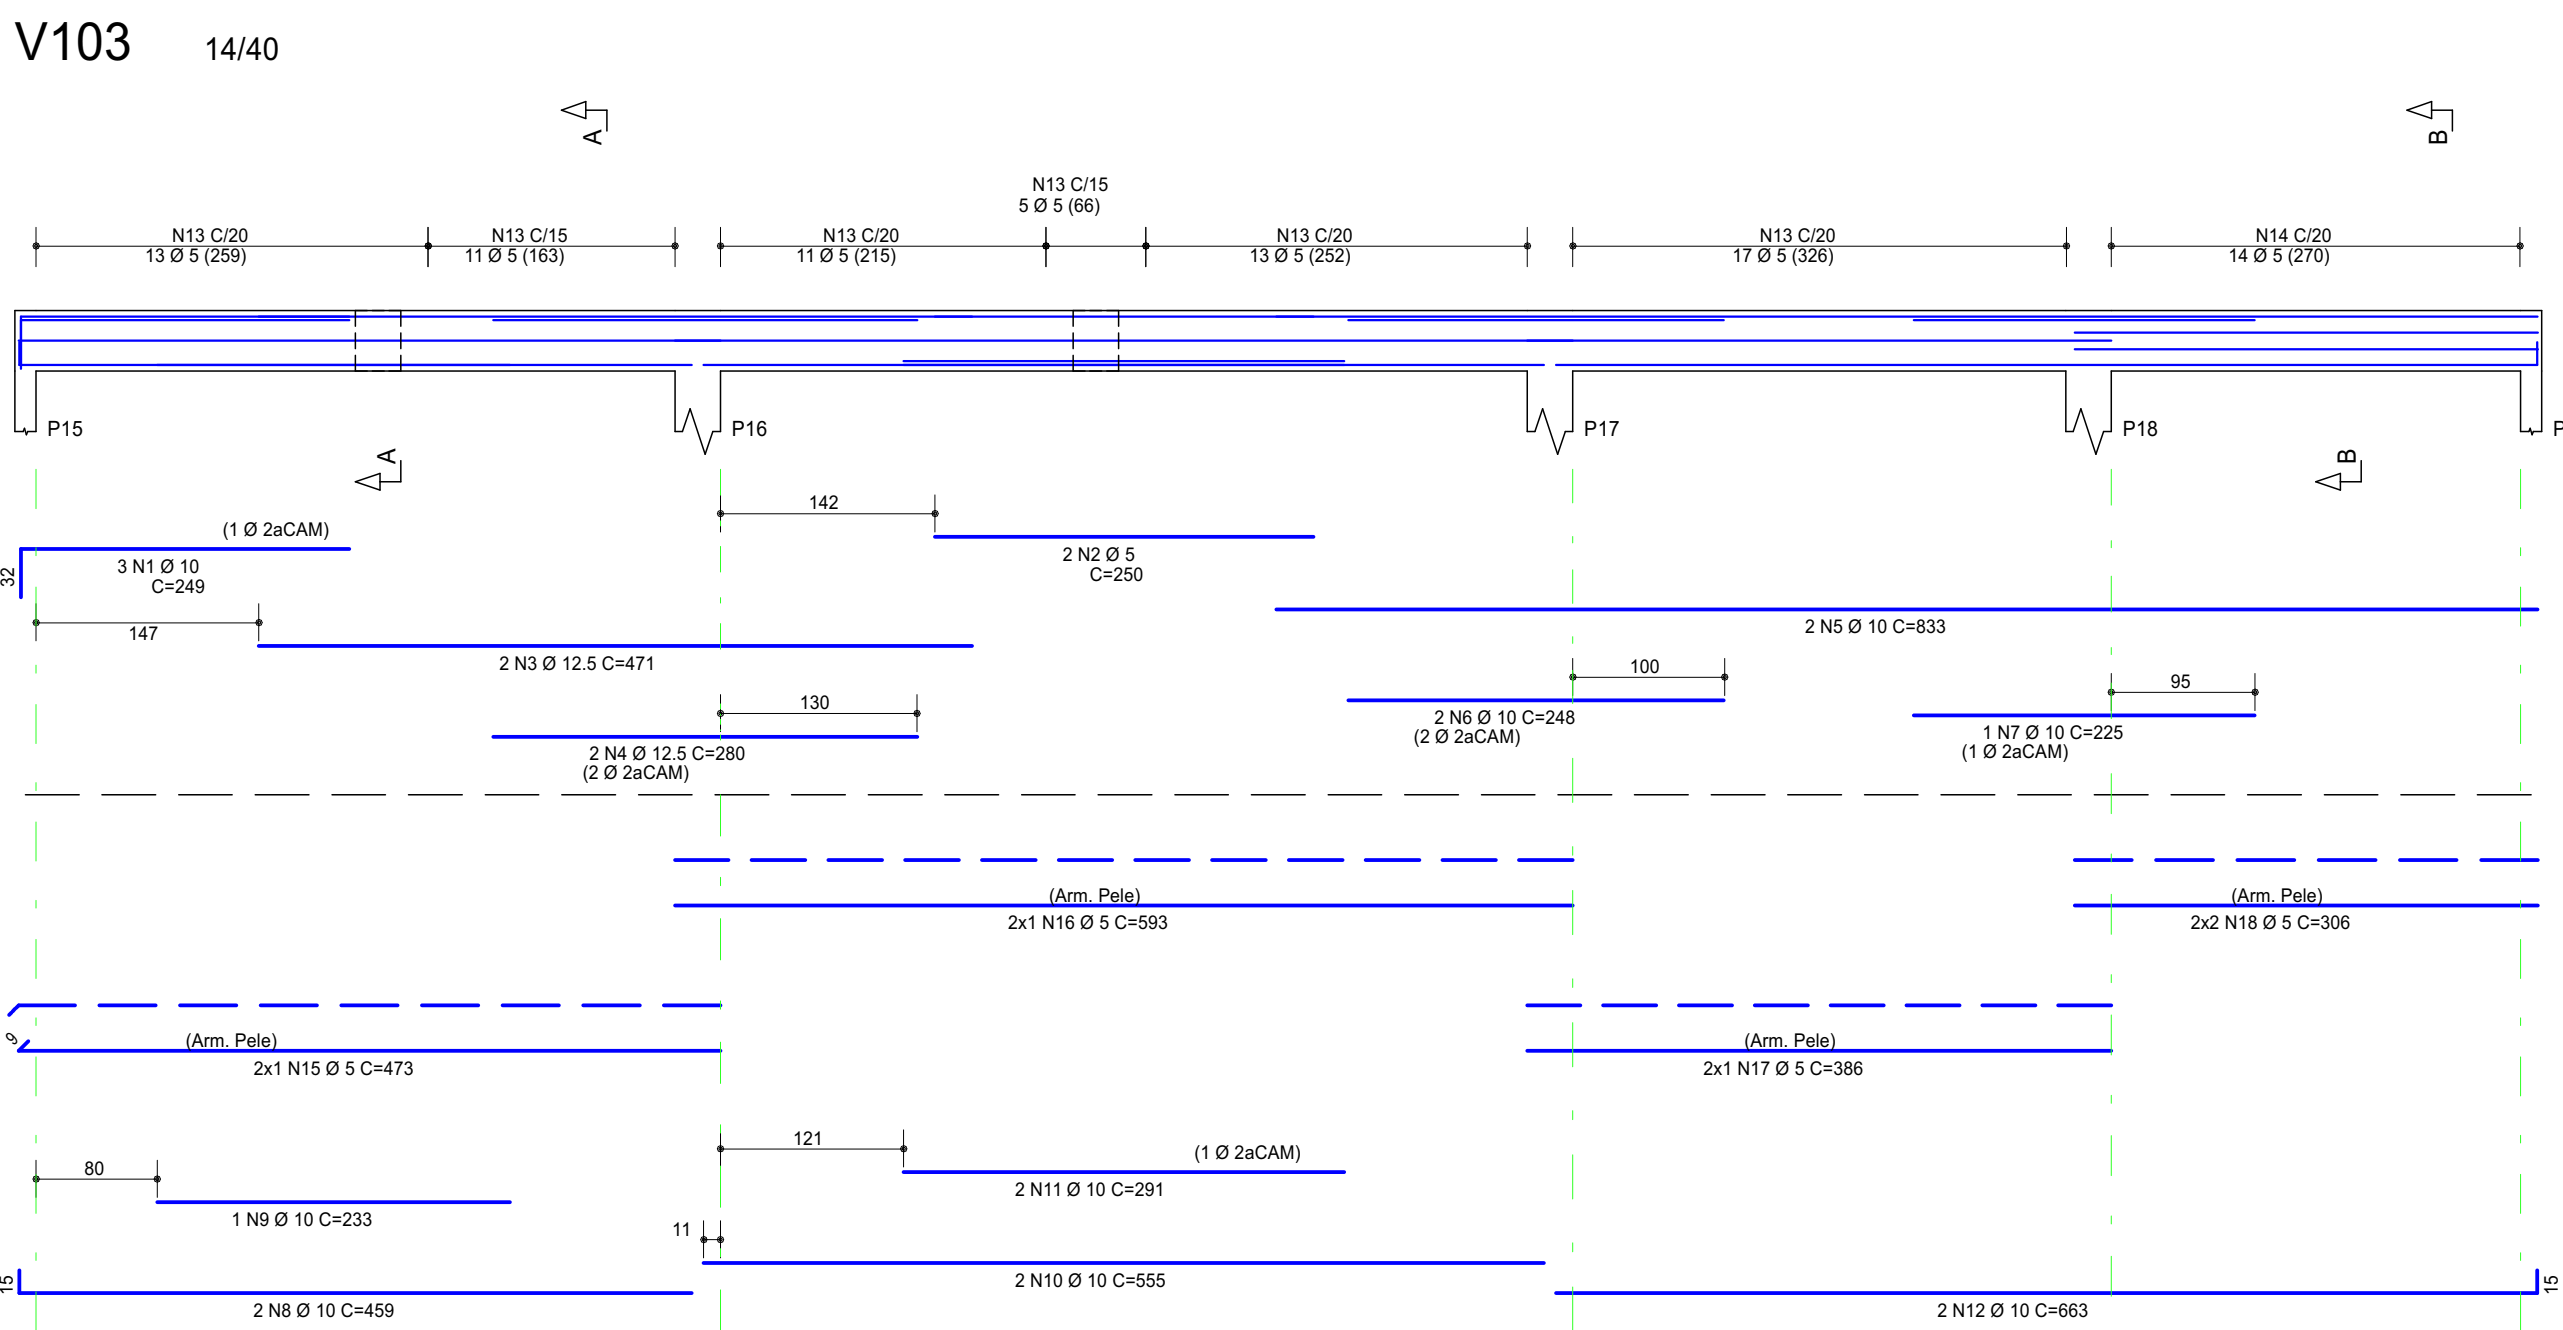 V103 14/40
A
B
N13 C/15
5 Ø 5 (66)
N13 C/20
13 Ø 5 (259)
N13 C/15
11 Ø 5 (163)
N13 C/20
11 Ø 5 (215)
N13 C/20
13 Ø 5 (252)
N13 C/20
17 Ø 5 (326)
N14 C/20
14 Ø 5 (270)
P15
P16
P17
P18
P
A
B
142
(1 Ø 2aCAM)
3 N1 Ø 10
C=249
32
2 N2 Ø 5
C=250
147
2 N5 Ø 10 C=833
2 N3 Ø 12.5 C=471
100
95
130
2 N6 Ø 10 C=248
(2 Ø 2aCAM)
1 N7 Ø 10 C=225
(1 Ø 2aCAM)
2 N4 Ø 12.5 C=280
(2 Ø 2aCAM)
(Arm. Pele)
2x1 N16 Ø 5 C=593
(Arm. Pele)
2x2 N18 Ø 5 C=306
9
(Arm. Pele)
2x1 N15 Ø 5 C=473
(Arm. Pele)
2x1 N17 Ø 5 C=386
121
(1 Ø 2aCAM)
80
2 N11 Ø 10 C=291
1 N9 Ø 10 C=233
11
2 N10 Ø 10 C=555
15
2 N8 Ø 10 C=459
2 N12 Ø 10 C=663
15